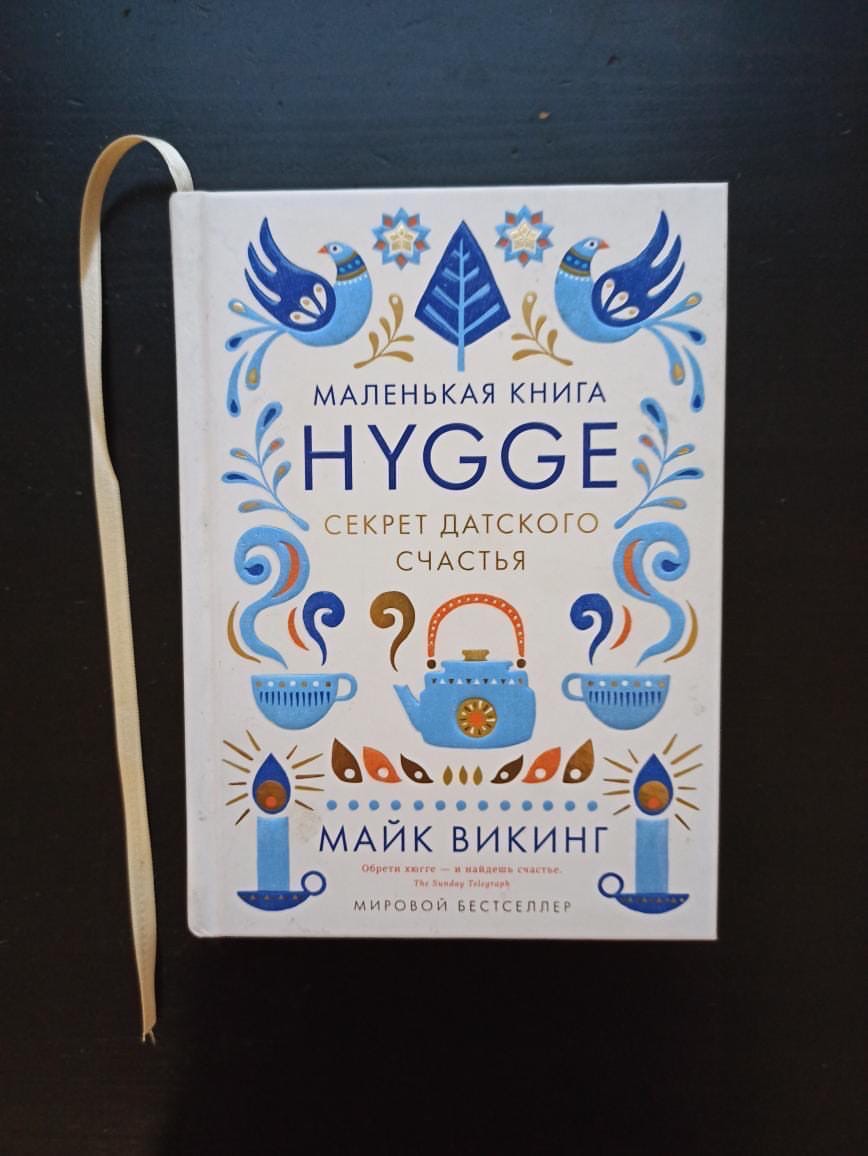 МАЛЕНЬКАЯ КНИГА
HYGGE
СЕКРЕТ ДАТСКОГО
СЧАСТЬЯ
МАЙК ВИКИНГ
Обрети хюгге — и найдешь счастье.
The Sunday Telegraph
МИРОВОЙ БЕСТСЕЛЛЕР